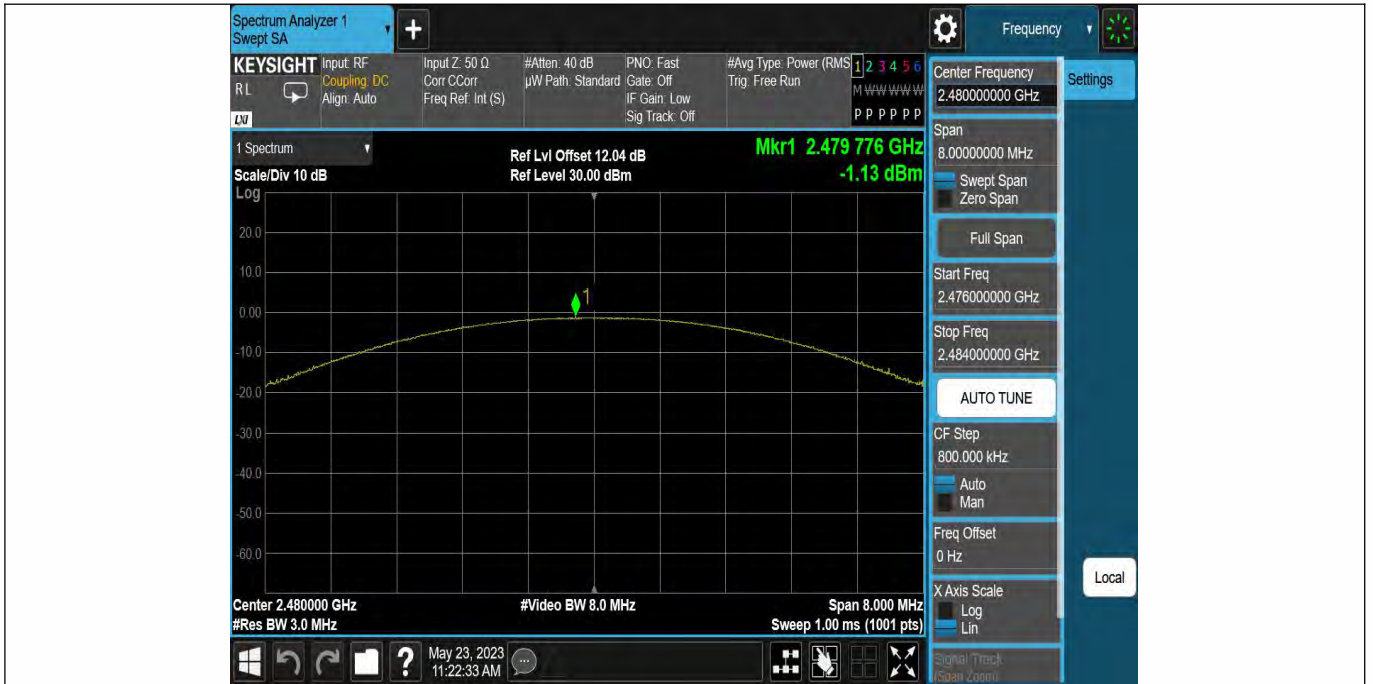 Spectrum Analyzer 1
Swept SA
+
Frequency
KEYSIGHT
RL
LXI
Input: RF
Coupling: DC
Align: Auto
Input Z: 50 Ω
Corr CCorr
Freq Ref: Int (S)
#Atten: 40 dB
µW Path: Standard
PNO: Fast
Gate: Off
IF Gain: Low
Sig Track: Off
#Avg Type: Power (RMS
Trig: Free Run
1 2 3 4 5 6
M W W W W W
P P P P P P
1 Spectrum
Scale/Div 10 dB
Log
Ref Lvl Offset 12.04 dB
Ref Level 30.00 dBm
Mkr1 2.479 776 GHz
-1.13 dBm
20.0
10.0
0.00
-10.0
-20.0
-30.0
-40.0
-50.0
-60.0
1
Center 2.480000 GHz
#Res BW 3.0 MHz
#Video BW 8.0 MHz
Span 8.000 MHz
Sweep 1.00 ms (1001 pts)
Center Frequency
2.480000000 GHz
Settings
Span
8.00000000 MHz
Swept Span
Zero Span
Full Span
Start Freq
2.476000000 GHz
Stop Freq
2.484000000 GHz
AUTO TUNE
CF Step
800.000 kHz
Auto
Man
Freq Offset
0 Hz
X Axis Scale
Log
Lin
Signal Track
(Span Zoom)
Local
?
May 23, 2023
11:22:33 AM